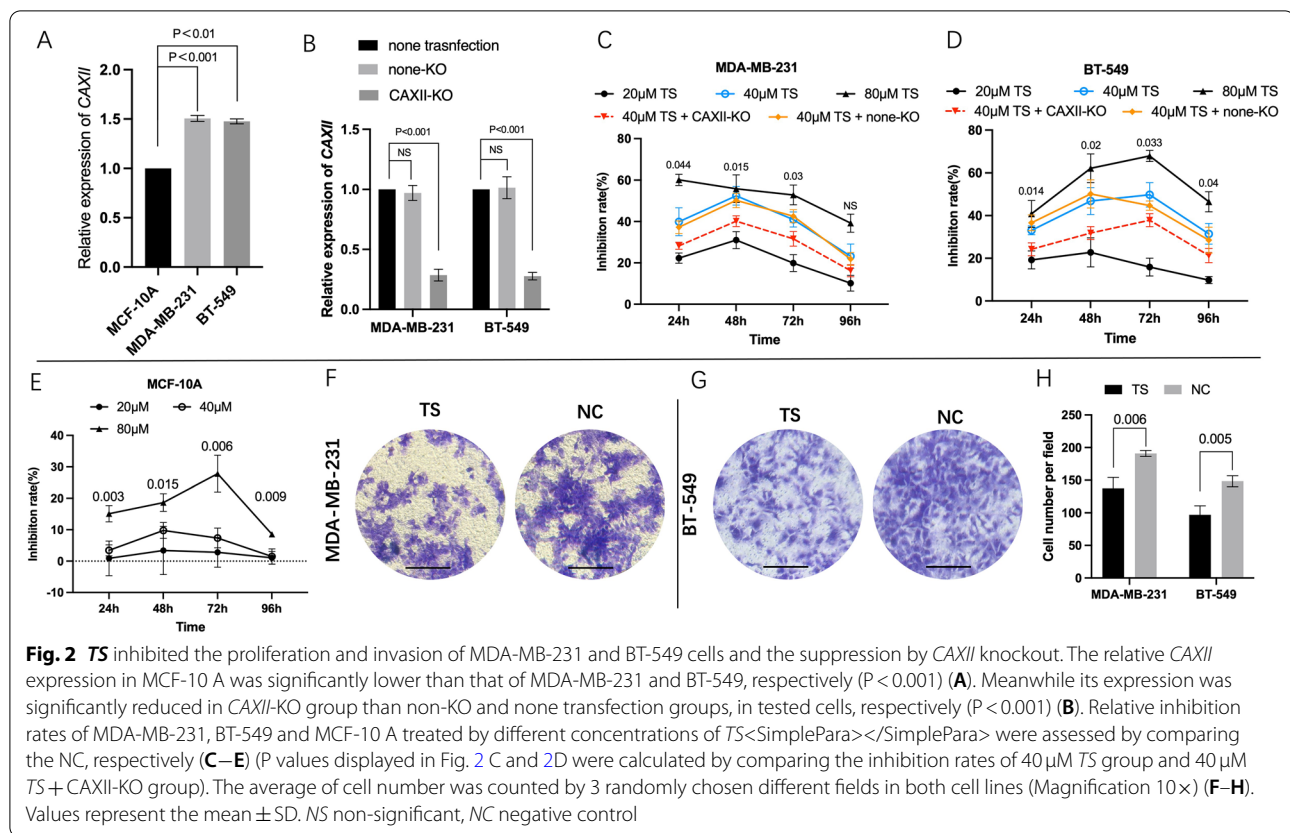 A
P<0.01
P<0.001
Relative expression of CAXII
2.0
1.5
1.0
0.5
0.0
MCF-10A
MDA-MB-231
BT-549
B
none trasnfection
none-KO
CAXII-KO
Relative expression of CAXII
1.5
1.0
0.5
0.0
P<0.001
NS
P<0.001
NS
MDA-MB-231
BT-549
C
MDA-MB-231
20μM TS
40μM TS
80μM TS
40μM TS + CAXII-KO
40μM TS + none-KO
Inhibiiton rate(%)
80
60
40
20
0
0.044
0.015
0.03
NS
24h
48h
72h
96h
Time
D
BT-549
20μM TS
40μM TS
80μM TS
40μM TS + CAXII-KO
40μM TS + none-KO
Inhibiiton rate(%)
80
60
40
20
0
0.014
0.02
0.033
0.04
24h
48h
72h
96h
Time
E
MCF-10A
20μM
40μM
80μM
Inhibiiton rate(%)
40
30
20
10
0
-10
0.003
0.015
0.006
0.009
24h
48h
72h
96h
Time
F
TS
NC
MDA-MB-231
G
TS
NC
BT-549
H
TS
NC
Cell number per field
250
200
150
100
50
0
0.006
0.005
MDA-MB-231
BT-549
Fig. 2 TS inhibited the proliferation and invasion of MDA-MB-231 and BT-549 cells and the suppression by CAXII knockout. The relative CAXII
expression in MCF-10 A was significantly lower than that of MDA-MB-231 and BT-549, respectively (P < 0.001) (A). Meanwhile its expression was
significantly reduced in CAXII-KO group than non-KO and none transfection groups, in tested cells, respectively (P < 0.001) (B). Relative inhibition
rates of MDA-MB-231, BT-549 and MCF-10 A treated by different concentrations of TS<SimplePara></SimplePara> were assessed by comparing
the NC, respectively (C–E) (P values displayed in Fig. 2 C and 2D were calculated by comparing the inhibition rates of 40 μM TS group and 40 μM
TS + CAXII-KO group). The average of cell number was counted by 3 randomly chosen different fields in both cell lines (Magnification 10×) (F–H).
Values represent the mean ± SD. NS non-significant, NC negative control